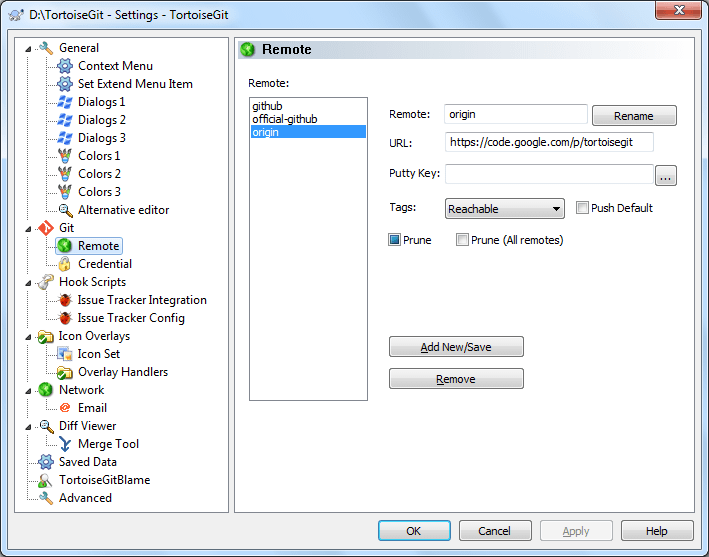 D:\TortoiseGit - Settings - TortoiseGit
General
Context Menu
Set Extend Menu Item
Dialogs 1
Dialogs 2
Dialogs 3
Colors 1
Colors 2
Colors 3
Alternative editor
Git
Remote
Credential
Hook Scripts
Issue Tracker Integration
Issue Tracker Config
Icon Overlays
Icon Set
Overlay Handlers
Network
Email
Diff Viewer
Merge Tool
Saved Data
TortoiseGitBlame
Advanced
Remote
Remote:
github
official-github
origin
Remote: origin Rename
URL: https://code.google.com/p/tortoisegit
Putty Key: ...
Tags: Reachable Push Default
Prune Prune (All remotes)
Add New/Save
Remove
OK Cancel Apply Help